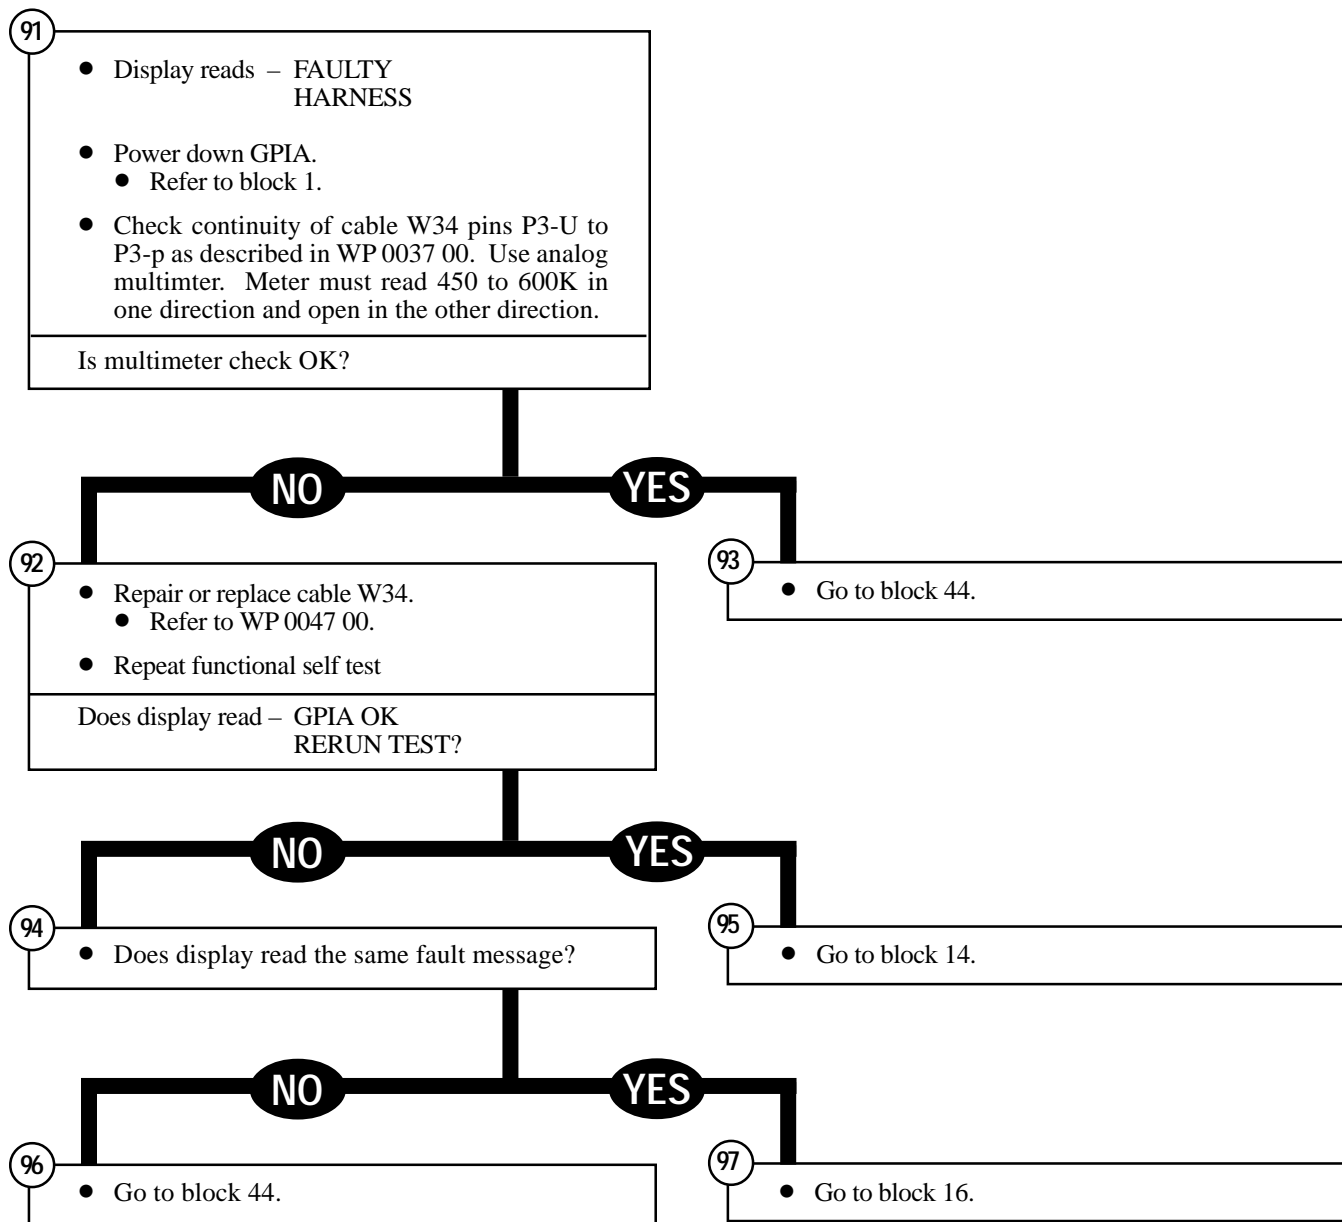 91
• Display reads – FAULTY
HARNESS
• Power down GPIA.
• Refer to block 1.
• Check continuity of cable W34 pins P3-U to
P3-p as described in WP 0037 00. Use analog
multimter. Meter must read 450 to 600K in
one direction and open in the other direction.
Is multimeter check OK?
NO
YES
92
• Repair or replace cable W34.
• Refer to WP 0047 00.
• Repeat functional self test
Does display read – GPIA OK
RERUN TEST?
93
• Go to block 44.
NO
YES
94
• Does display read the same fault message?
95
• Go to block 14.
NO
YES
96
• Go to block 44.
97
• Go to block 16.